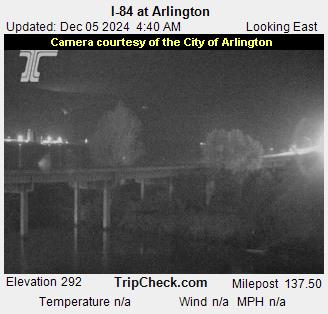 I-84 at Arlington
Updated: Dec 05 2024 4:40 AM Looking East
Camera courtesy of the City of Arlington
Elevation 292 TripCheck.com Milepost 137.50
Temperature n/a Wind n/a MPH n/a